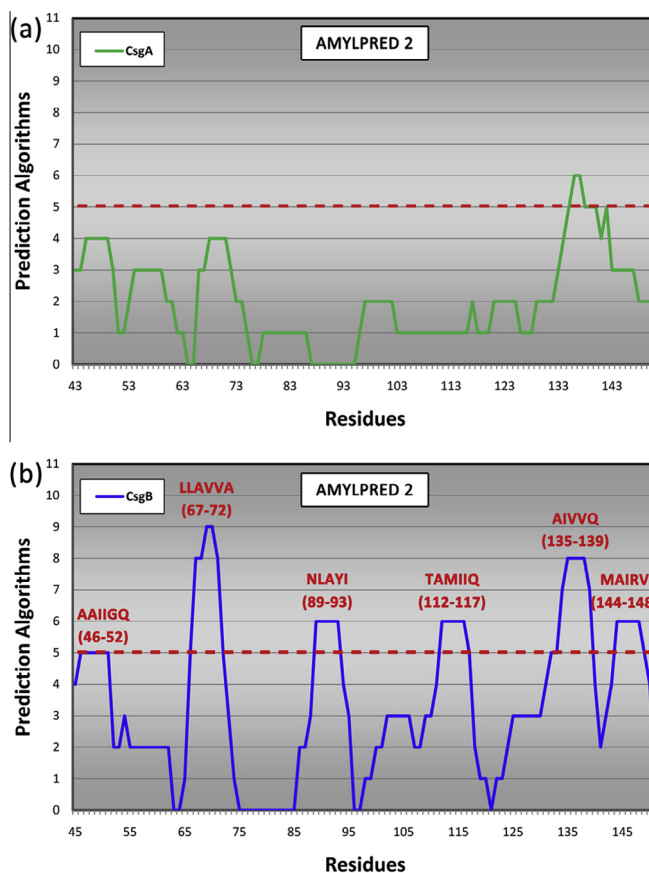 (a)
AMYLPRED 2
CsgA
Prediction Algorithms
11
10
9
8
7
6
5
4
3
2
1
0
43 53 63 73 83 93 103 113 123 133 143
Residues
(b)
AMYLPRED 2
CsgB
Prediction Algorithms
11
10
9
8
7
6
5
4
3
2
1
0
LLAVVA
(67-72)
AIVVQ
(135-139)
NLAYI
(89-93)
TAMIIQ
(112-117)
MAIRV
(144-148
AAIIGQ
(46-52)
45 55 65 75 85 95 105 115 125 135 145
Residues